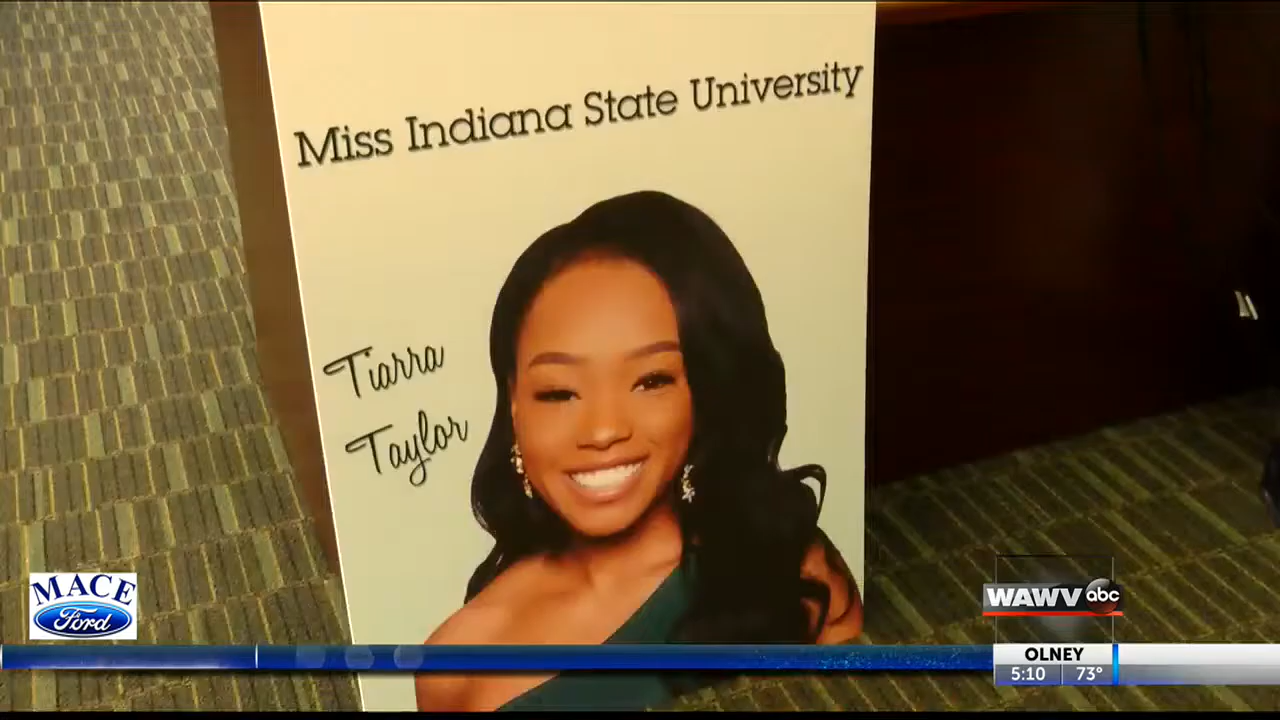 Miss Indiana State University
Tiarra
Taylor
MACE
Ford
WAWV abc
OLNEY
5:10 73°